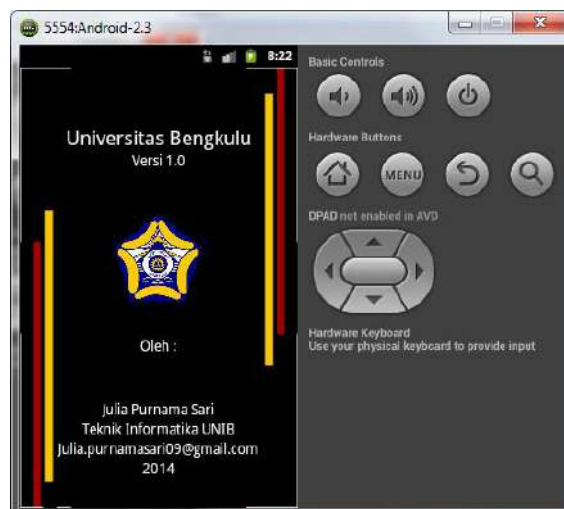 5554:Android-2.3
8:22
Universitas Bengkulu
Versi 1.0
Oleh :
Julia Purnama Sari
Teknik Informatika UNIB
Julia.purnamasari09@gmail.com
2014
Basic Controls
Hardware Buttons
MENU
DPAD not enabled in AVD
Hardware Keyboard
Use your physical keyboard to provide input